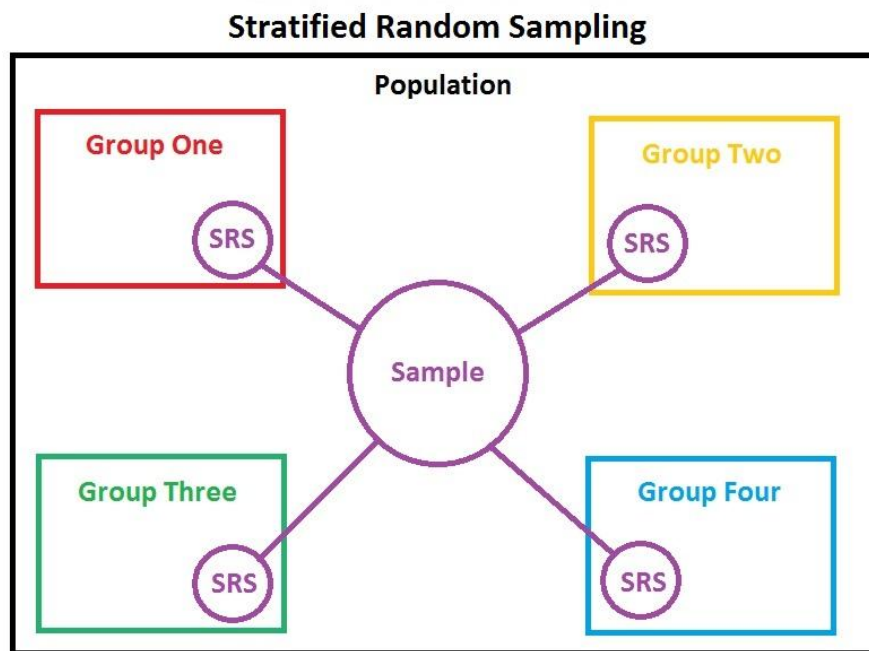 Stratified Random Sampling
Population
Group One
Group Two
SRS
SRS
Sample
Group Three
Group Four
SRS
SRS